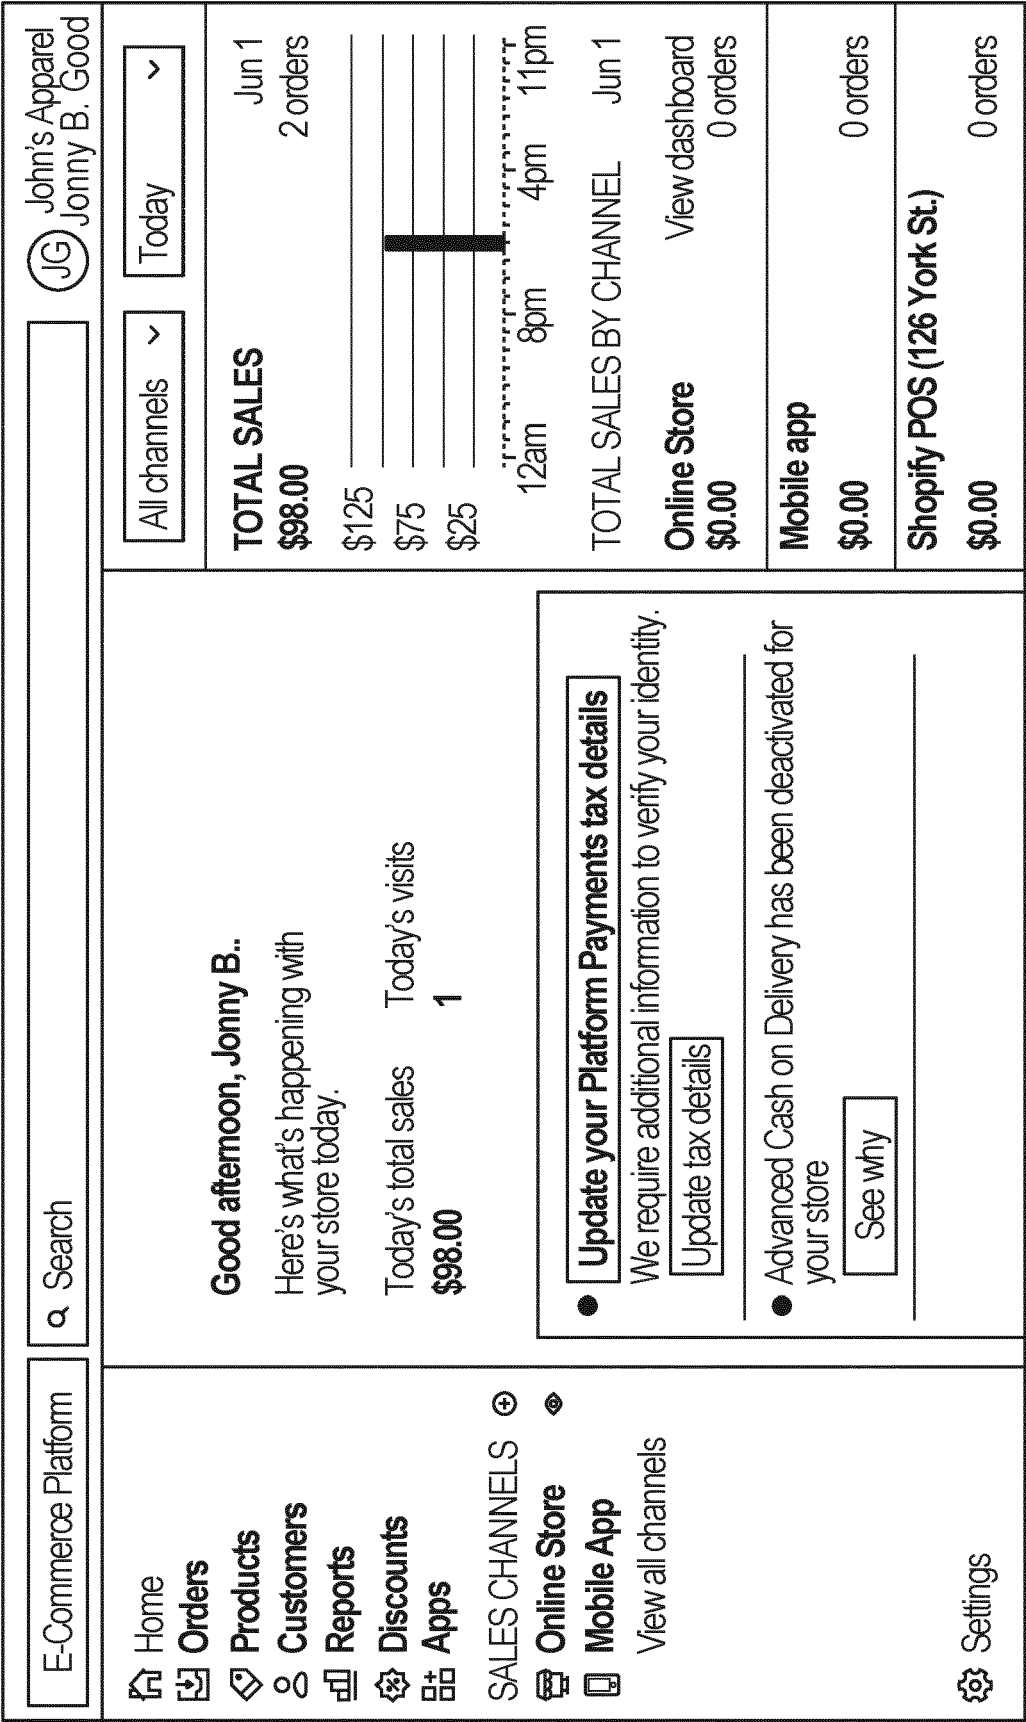 E-Commerce Platform
Search
JG
John's Apparel
Jonny B. Good
Home
Orders
Products
Customers
Reports
Discounts
Apps
SALES CHANNELS
Online Store
Mobile App
View all channels
Settings
Good afternoon, Jonny B..
Here's what's happening with
your store today.
Today's total sales Today's visits
$98.00 1
Update your Platform Payments tax details
We require additional information to verify your identity.
Update tax details
Advanced Cash on Delivery has been deactivated for
your store
See why
All channels Today
TOTAL SALES Jun 1
$98.00 2 orders
$125
$75
$25
12am 8pm 4pm 11pm
TOTAL SALES BY CHANNEL Jun 1
Online Store View dashboard
$0.00 0 orders
Mobile app
$0.00 0 orders
Shopify POS (126 York St.)
$0.00 0 orders